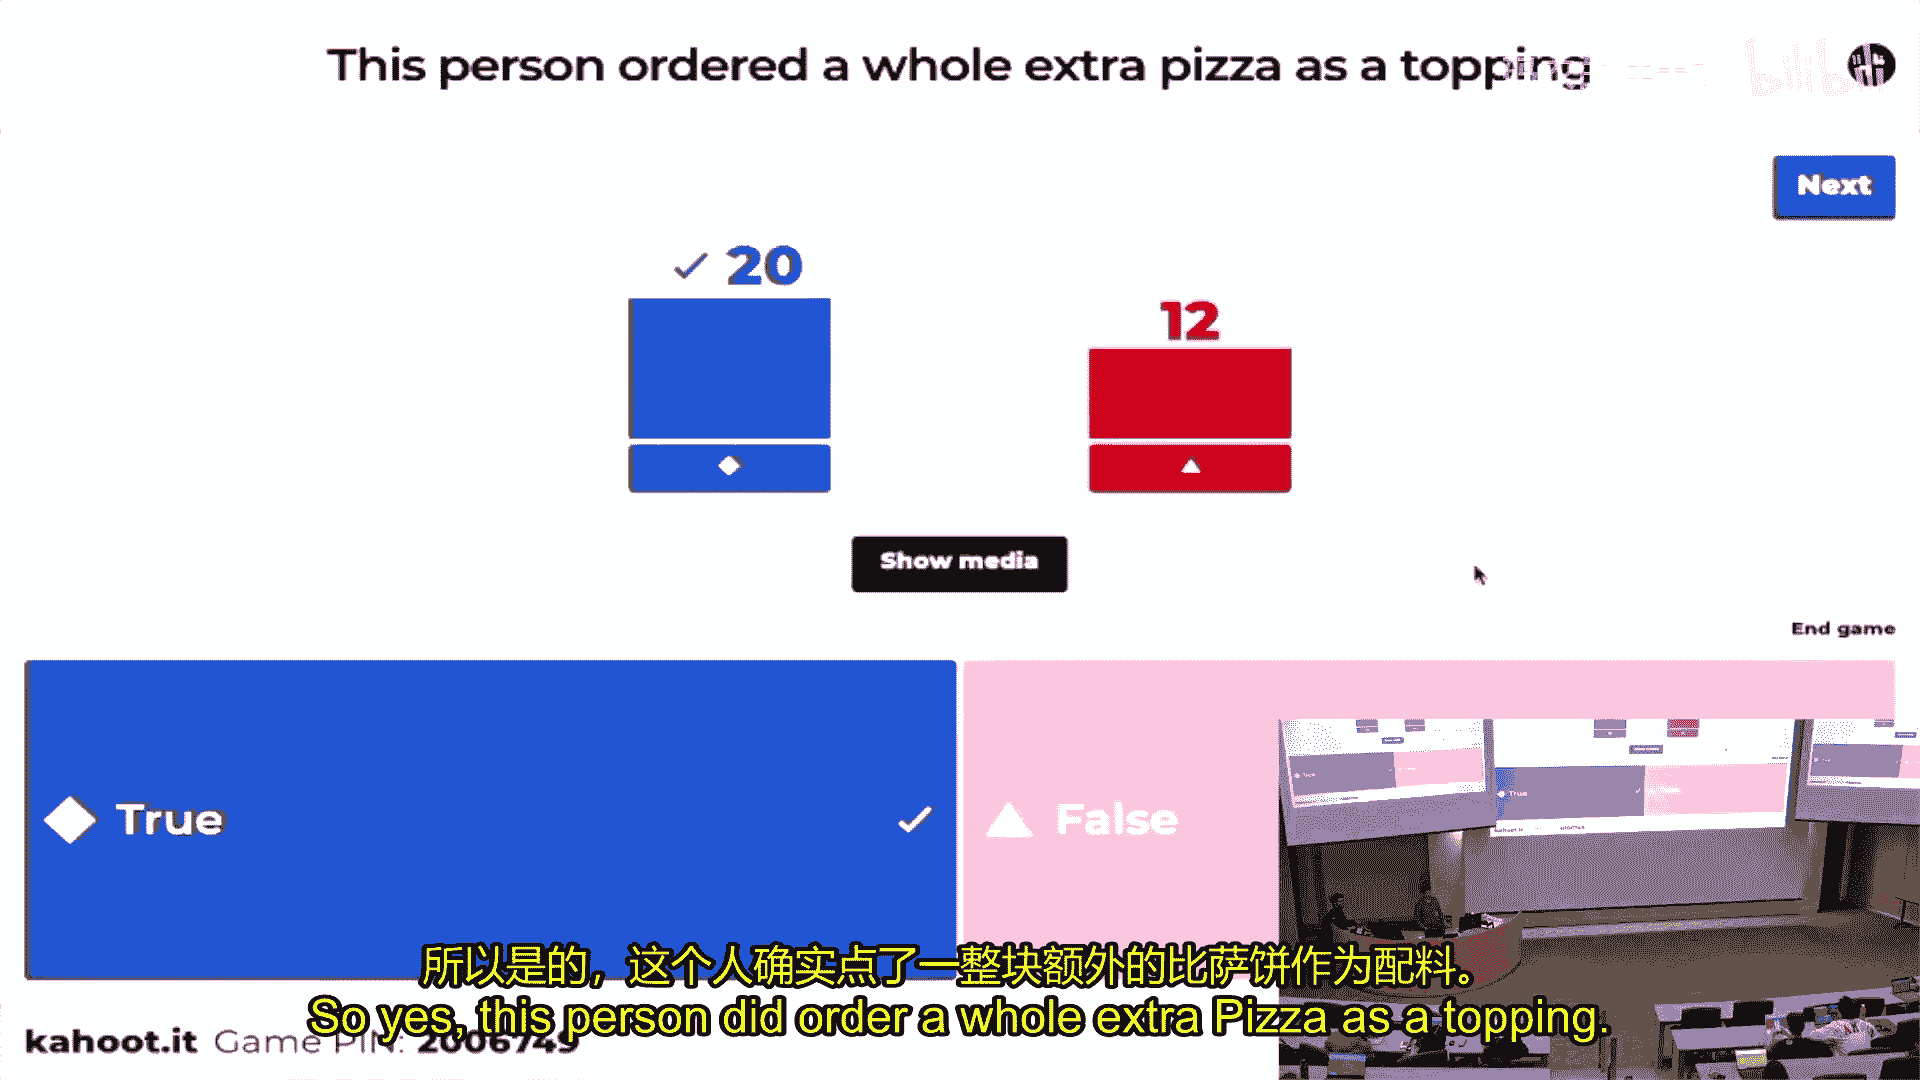 This person ordered a whole extra pizza as a topping
bilibili
Next
20
12
Show media
End game
True
False
所以是的，这个人确实点了一整块额外的比萨饼作为配料。
So yes, this person did order a whole extra Pizza as a topping.
kahoot.it Game PIN: 2006749